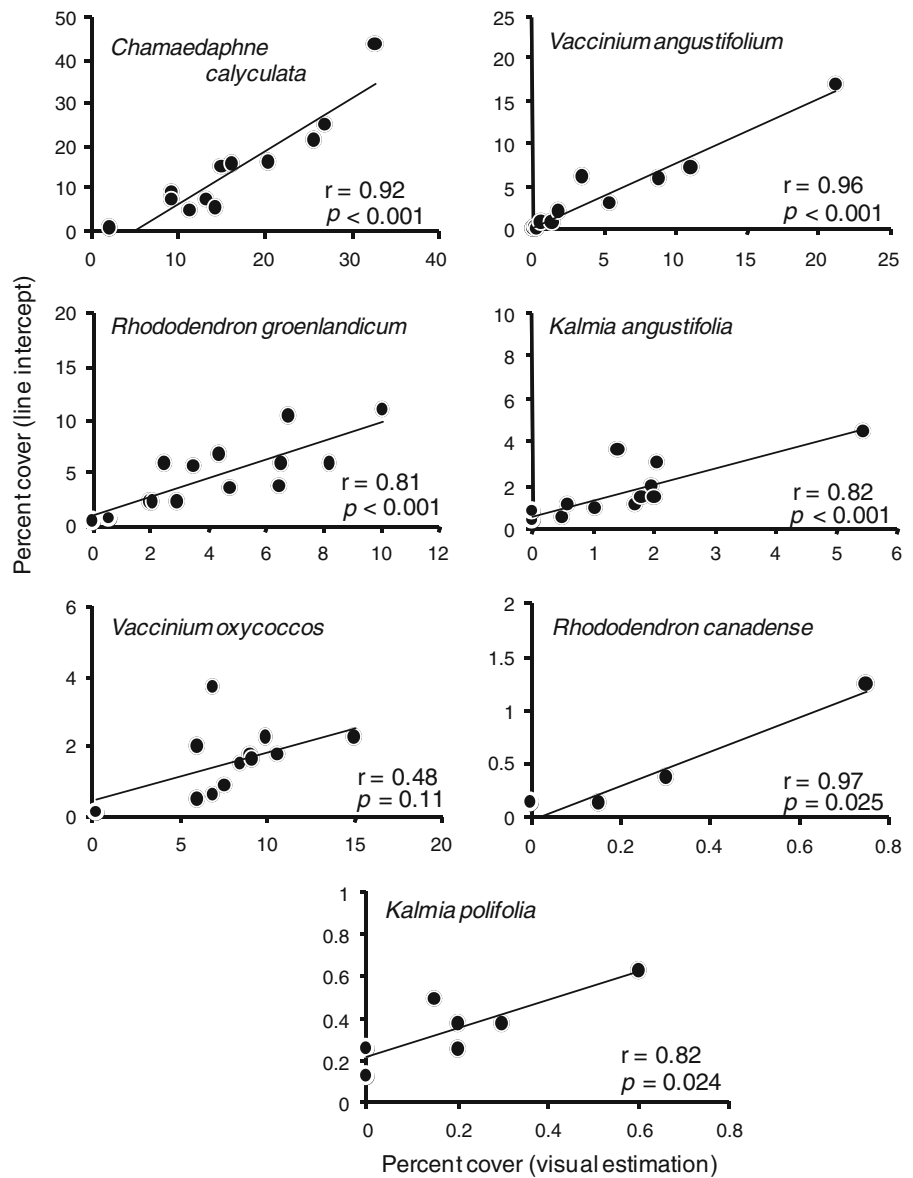 Percent cover (line intercept)
Chamaedaphne
calyculata
50
40
30
20
10
0
r = 0.92
p < 0.001
0 10 20 30 40
Vaccinium angustifolium
25
20
15
10
5
0
r = 0.96
p < 0.001
0 5 10 15 20 25
Rhododendron groenlandicum
20
15
10
5
0
r = 0.81
p < 0.001
0 2 4 6 8 10 12
Kalmia angustifolia
10
8
6
4
2
0
r = 0.82
p < 0.001
0 1 2 3 4 5 6
Vaccinium oxycoccos
6
4
2
0
r = 0.48
p = 0.11
0 5 10 15 20
Rhododendron canadense
2
1.5
1
0.5
0
r = 0.97
p = 0.025
0 0.2 0.4 0.6 0.8
Kalmia polifolia
1
0.8
0.6
0.4
0.2
0
r = 0.82
p = 0.024
0 0.2 0.4 0.6 0.8
Percent cover (visual estimation)